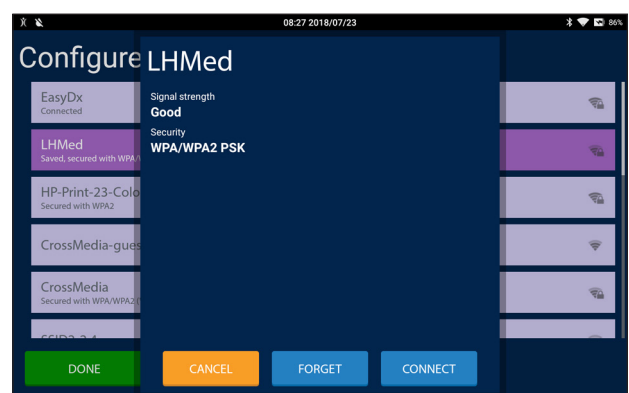 08:27 2018/07/23
86%
Configure
LHMed
EasyDx
Connected
Signal strength
Good
Security
WPA/WPA2 PSK
LHMed
Saved, secured with WPA/
HP-Print-23-Colo
Secured with WPA2
CrossMedia-gues
CrossMedia
Secured with WPA/WPA2 (
DONE
CANCEL
FORGET
CONNECT